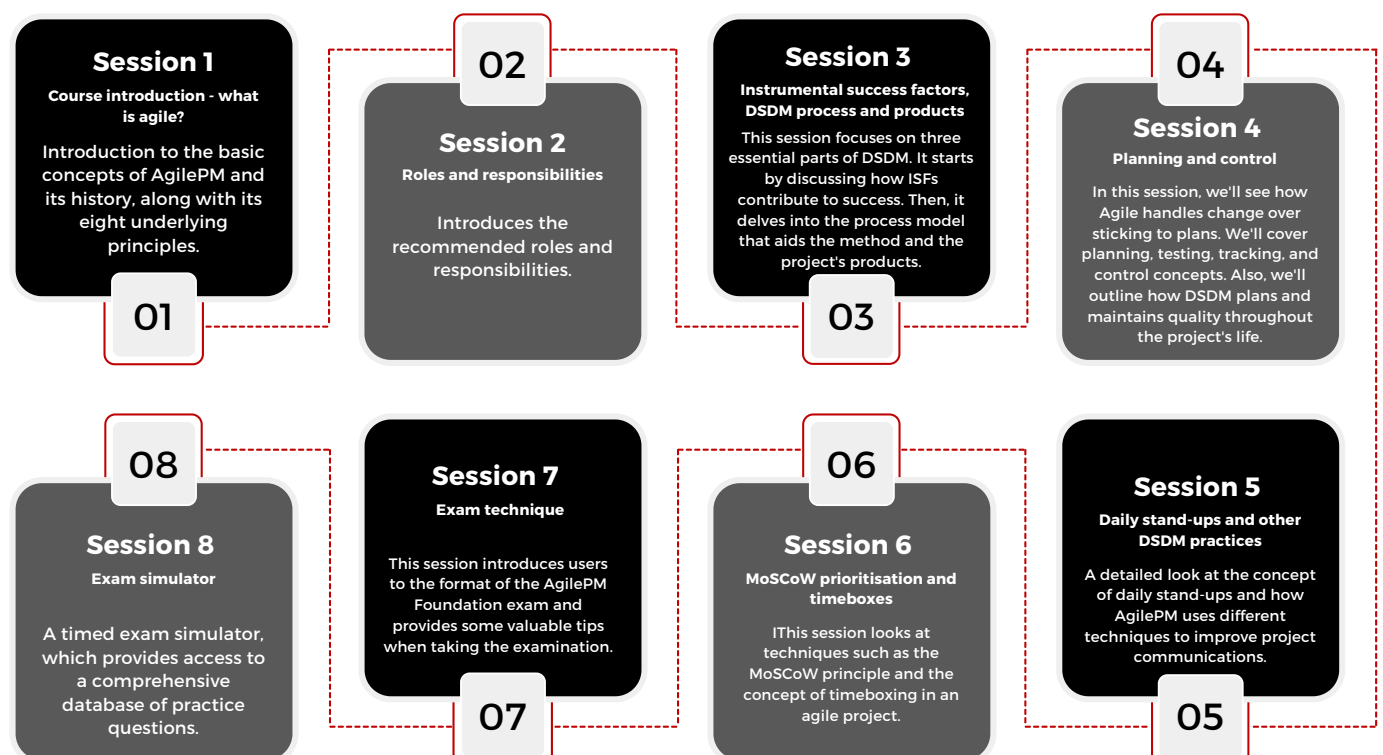 Session 1
Course introduction - what
is agile?
Introduction to the basic
concepts of AgilePM and
its history, along with its
eight underlying
principles.
01
02
Session 2
Roles and responsibilities
Introduces the
recommended roles and
responsibilities.
Session 3
Instrumental success factors,
DSDM process and products
This session focuses on three
essential parts of DSDM. It starts
by discussing how ISFs
contribute to success. Then, it
delves into the process model
that aids the method and the
project's products.
03
04
Session 4
Planning and control
In this session, we'll see how
Agile handles change over
sticking to plans. We'll cover
planning, testing, tracking, and
control concepts. Also, we'll
outline how DSDM plans and
maintains quality throughout
the project's life.
Session 5
Daily stand-ups and other
DSDM practices
A detailed look at the concept
of daily stand-ups and how
AgilePM uses different
techniques to improve project
communications.
05
06
Session 6
MoSCoW prioritisation and
timeboxes
IThis session looks at
techniques such as the
MoSCoW principle and the
concept of timeboxing in an
agile project.
Session 7
Exam technique
This session introduces users
to the format of the AgilePM
Foundation exam and
provides some valuable tips
when taking the examination.
07
08
Session 8
Exam simulator
A timed exam simulator,
which provides access to
a comprehensive
database of practice
questions.